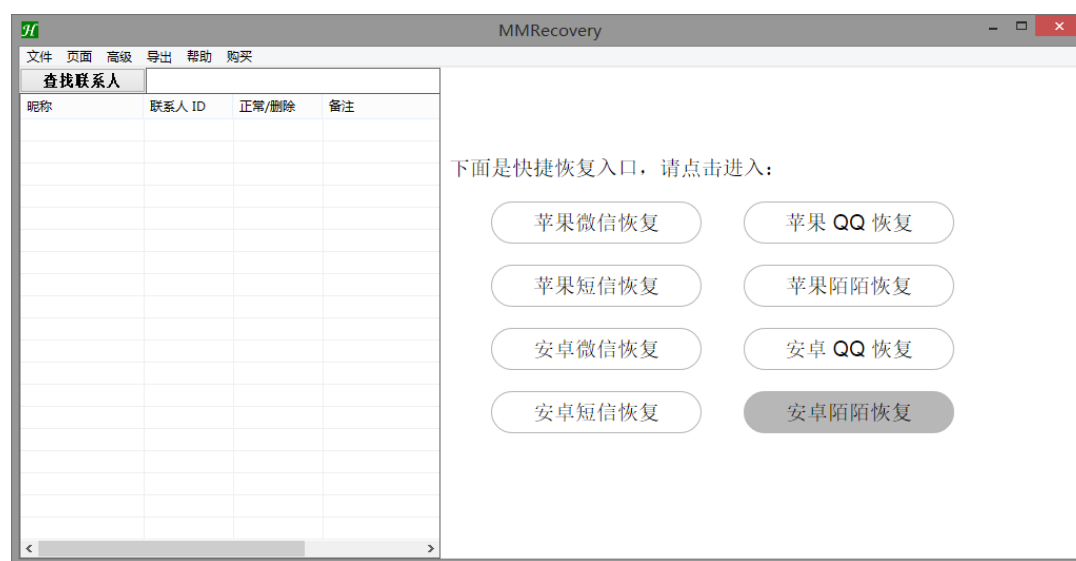 MMRecovery
文件 页面 高级 导出 帮助 购买
查找联系人
昵称 联系人 ID 正常/删除 备注
下面是快捷恢复入口，请点击进入：
苹果微信恢复 苹果 QQ 恢复
苹果短信恢复 苹果陌陌恢复
安卓微信恢复 安卓 QQ 恢复
安卓短信恢复 安卓陌陌恢复